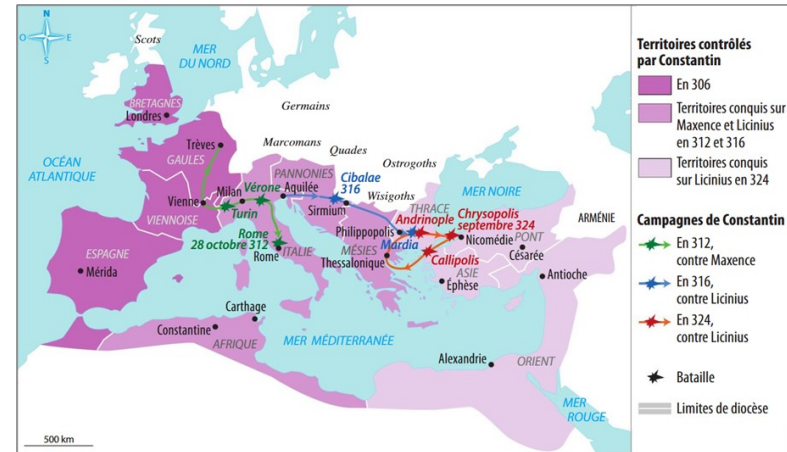 N
O
E
S
Scots
MER
DU NORD
Germains
BRETAGNES
Londres
Trèves
GAULES
Marcomans
Quades
Ostrogoths
OCÉAN
ATLANTIQUE
PANNONIES
Cibalae
316
Vérone
Aquilée
Milan
Wisigoths
MER NOIRE
Vienne
Turin
Sirmium
THRACE
Andrinople
Chrysopolis
septembre 324
ARMÉNIE
VIENNOISE
Philippopolis
Mardia
Nicomédie
PONT
Rome
28 octobre 312
ITALIE
Rome
MÉSIES
Thessalonique
Callipolis
Césarée
ESPAGNE
Mérida
ASIE
Éphèse
Antioche
Carthage
Constantine
AFRIQUE
MER MÉDITERRANÉE
Alexandrie
ORIENT
MER
ROUGE
500 km
Territoires contrôlés
par Constantin
En 306
Territoires conquis sur
Maxence et Licinius
en 312 et 316
Territoires conquis
sur Licinius en 324
Campagnes de Constantin
En 312,
contre Maxence
En 316,
contre Licinius
En 324,
contre Licinius
Bataille
Limites de diocèse